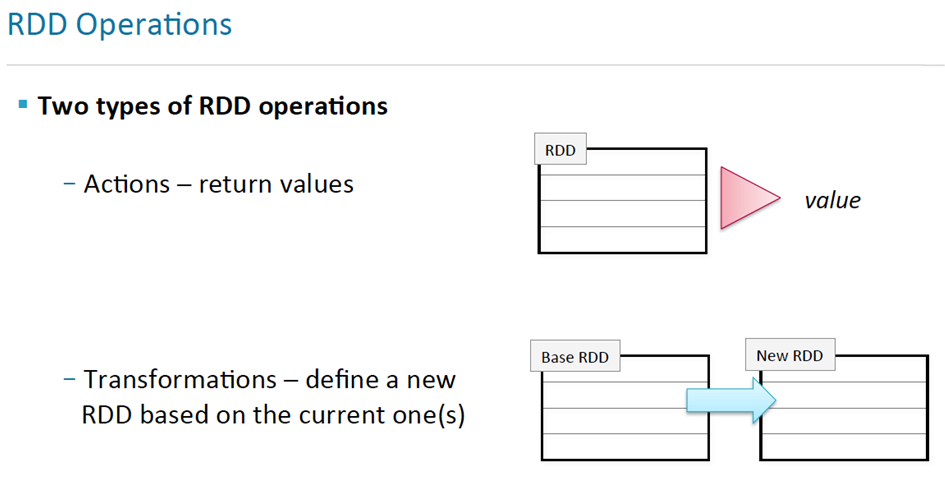 RDD Operations
▪ Two types of RDD operations
– Actions – return values
RDD
value
– Transformations – define a new
RDD based on the current one(s)
Base RDD
New RDD